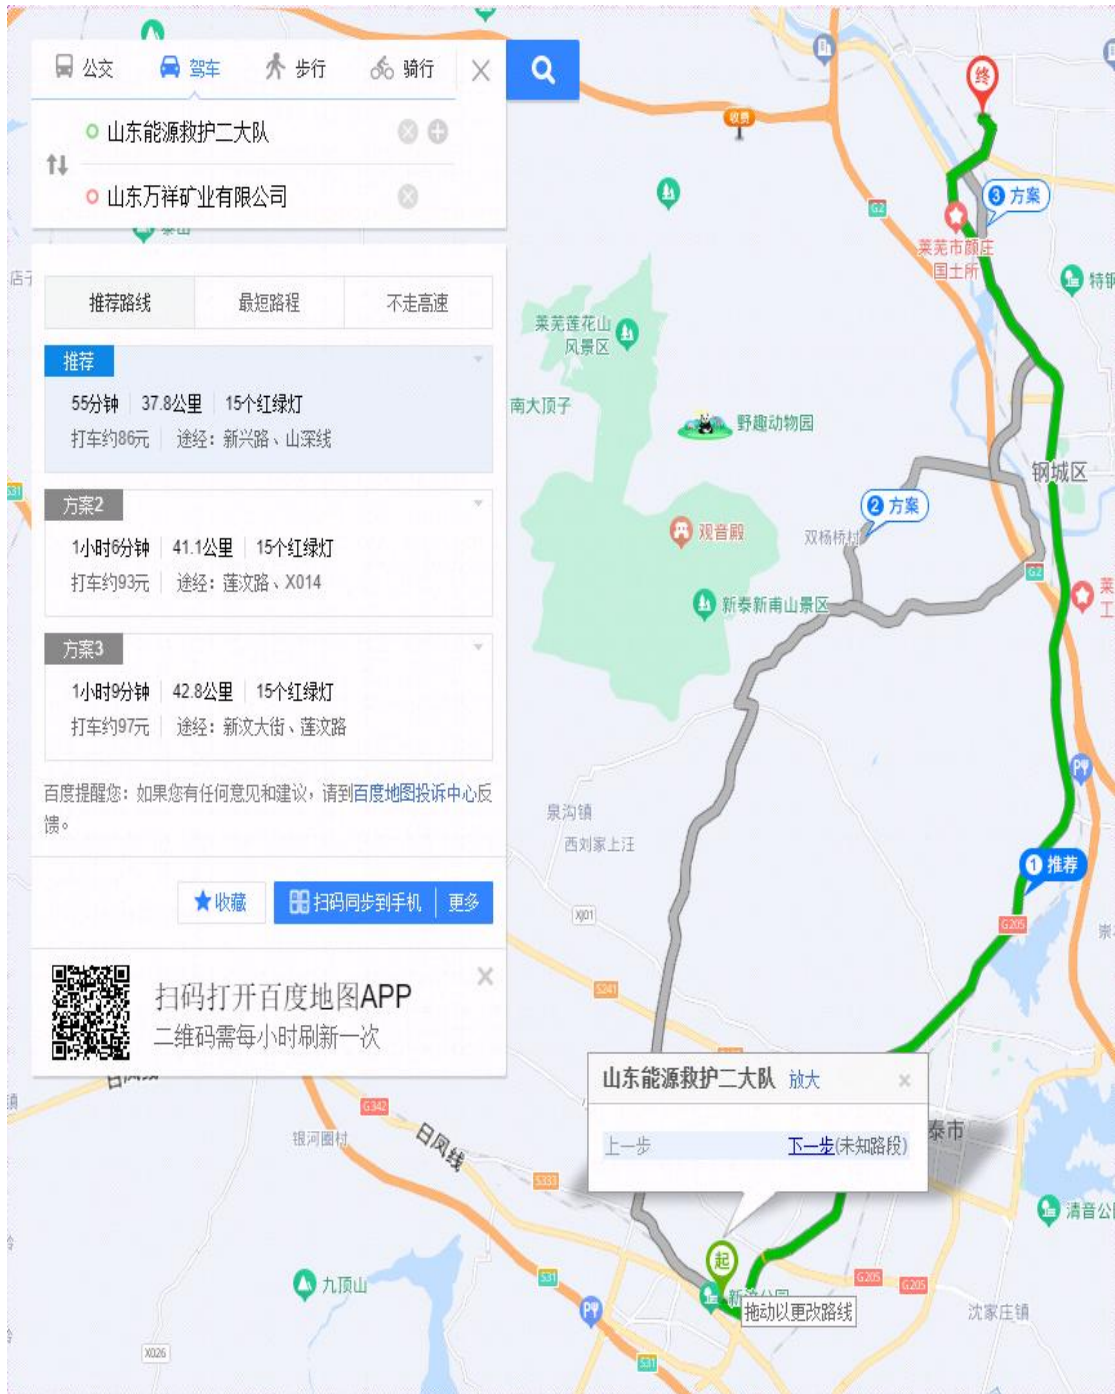 公交
驾车
步行
骑行
山东能源救护二大队
山东万祥矿业有限公司
推荐路线
最短路程
不走高速
推荐
55分钟 37.8公里 15个红绿灯
打车约86元 途经：新兴路、山深线
方案2
1小时6分钟 41.1公里 15个红绿灯
打车约93元 途经：莲汶路、X014
方案3
1小时9分钟 42.8公里 15个红绿灯
打车约97元 途经：新汶大街、莲汶路
百度提醒您：如果您有任何意见和建议，请到百度地图投诉中心反
馈。
收藏
扫码同步到手机
更多
扫码打开百度地图APP
二维码需每小时刷新一次
终
收费
3 方案
G2
莱芜市颜庄
国土所
特钢
莱芜莲花山
风景区
南大顶子
野趣动物园
钢城区
2 方案
观音殿
双杨桥村
G2
新泰新甫山景区
莱
工
泉沟镇
西刘家上汪
1 推荐
XJ01
G205
崇
S241
山东能源救护二大队 放大
上一步
下一步(未知路段)
泰市
G342
银河圈村
日凤线
S333
清音公
起
九顶山
S31
G205
G205
拖动以更改路线
沈家庄镇
X026
S31
S31